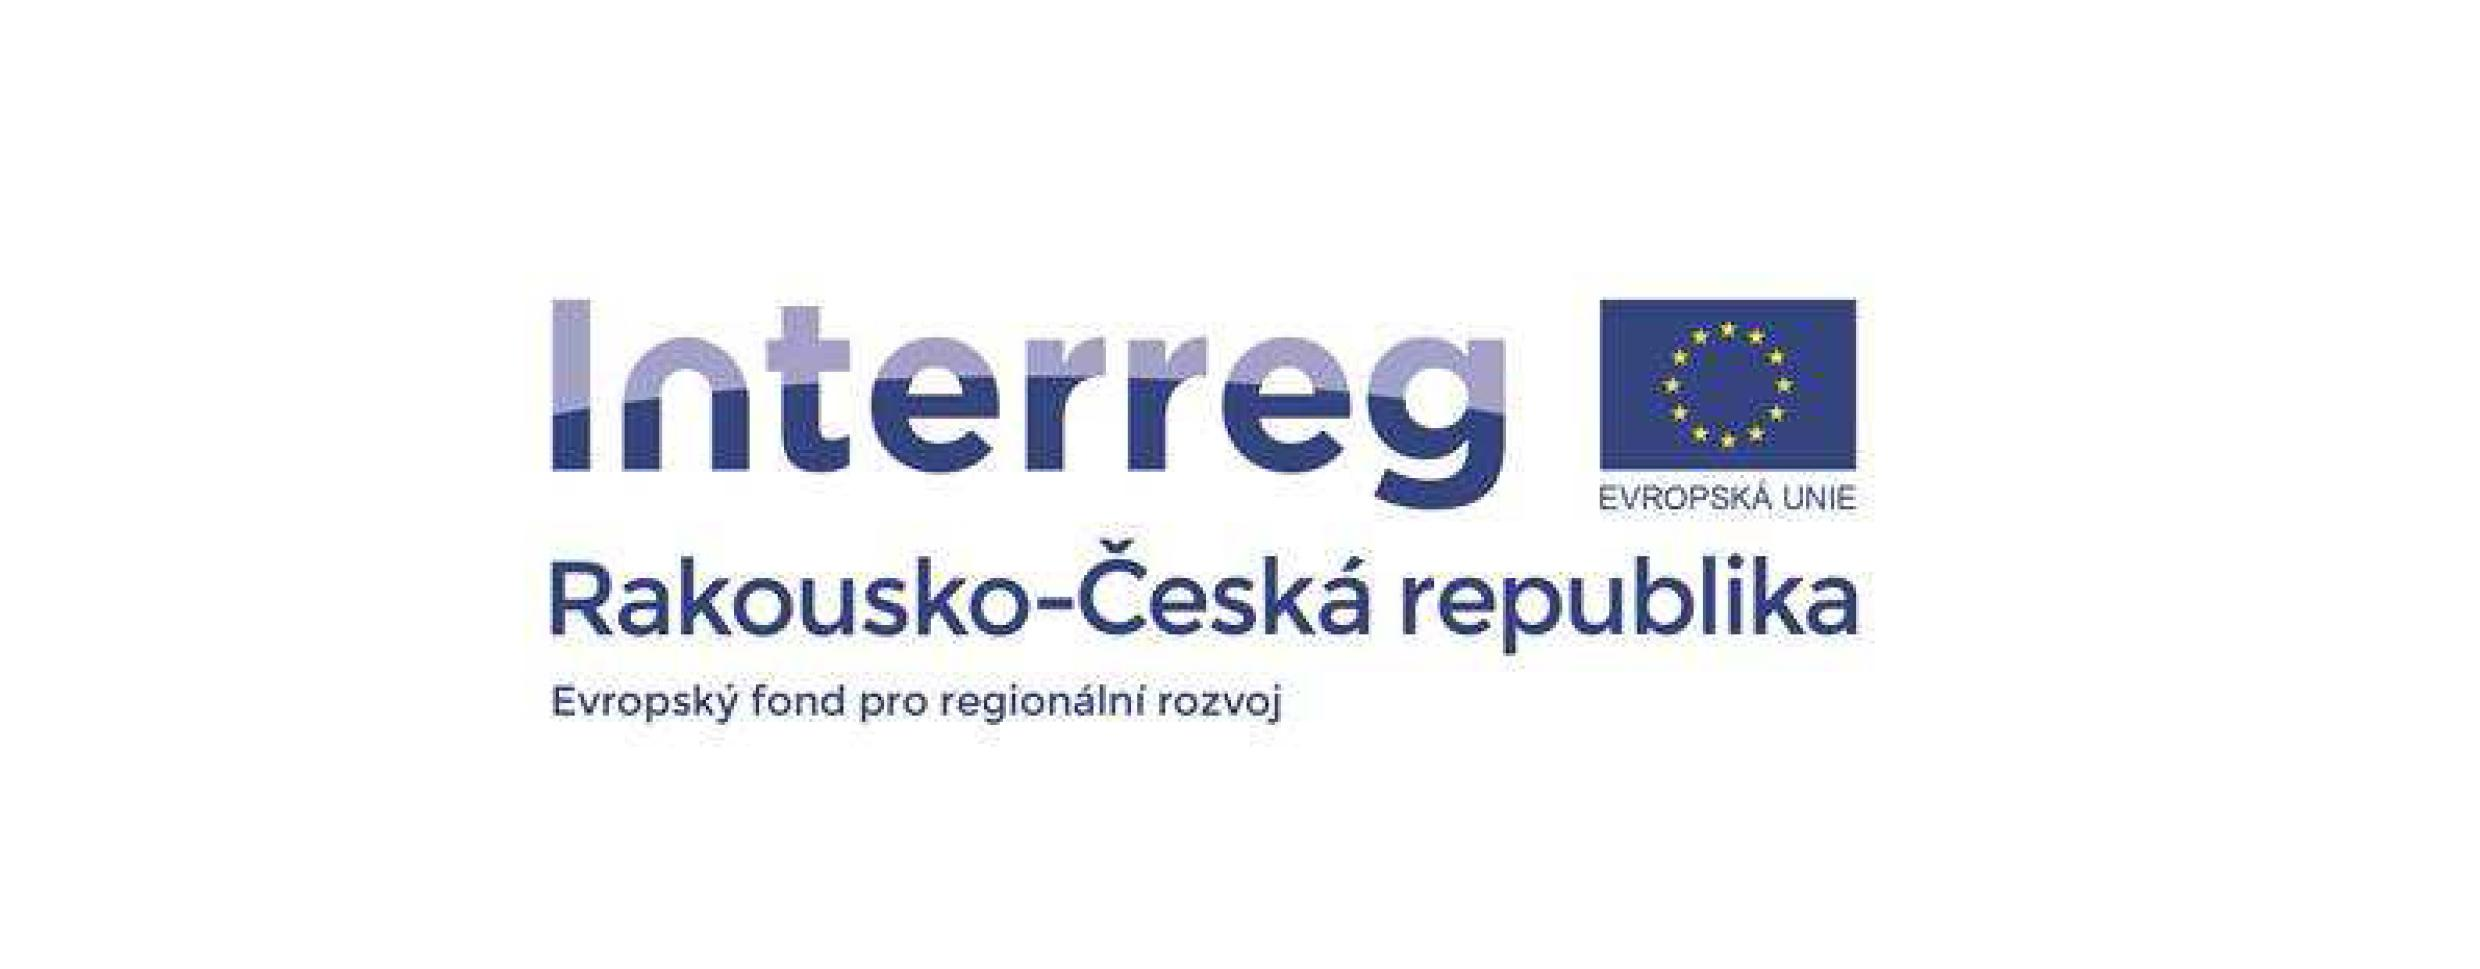 Interreg
EVROPSKÁ UNIE
Rakousko-Česká republika
Evropský fond pro regionální rozvoj